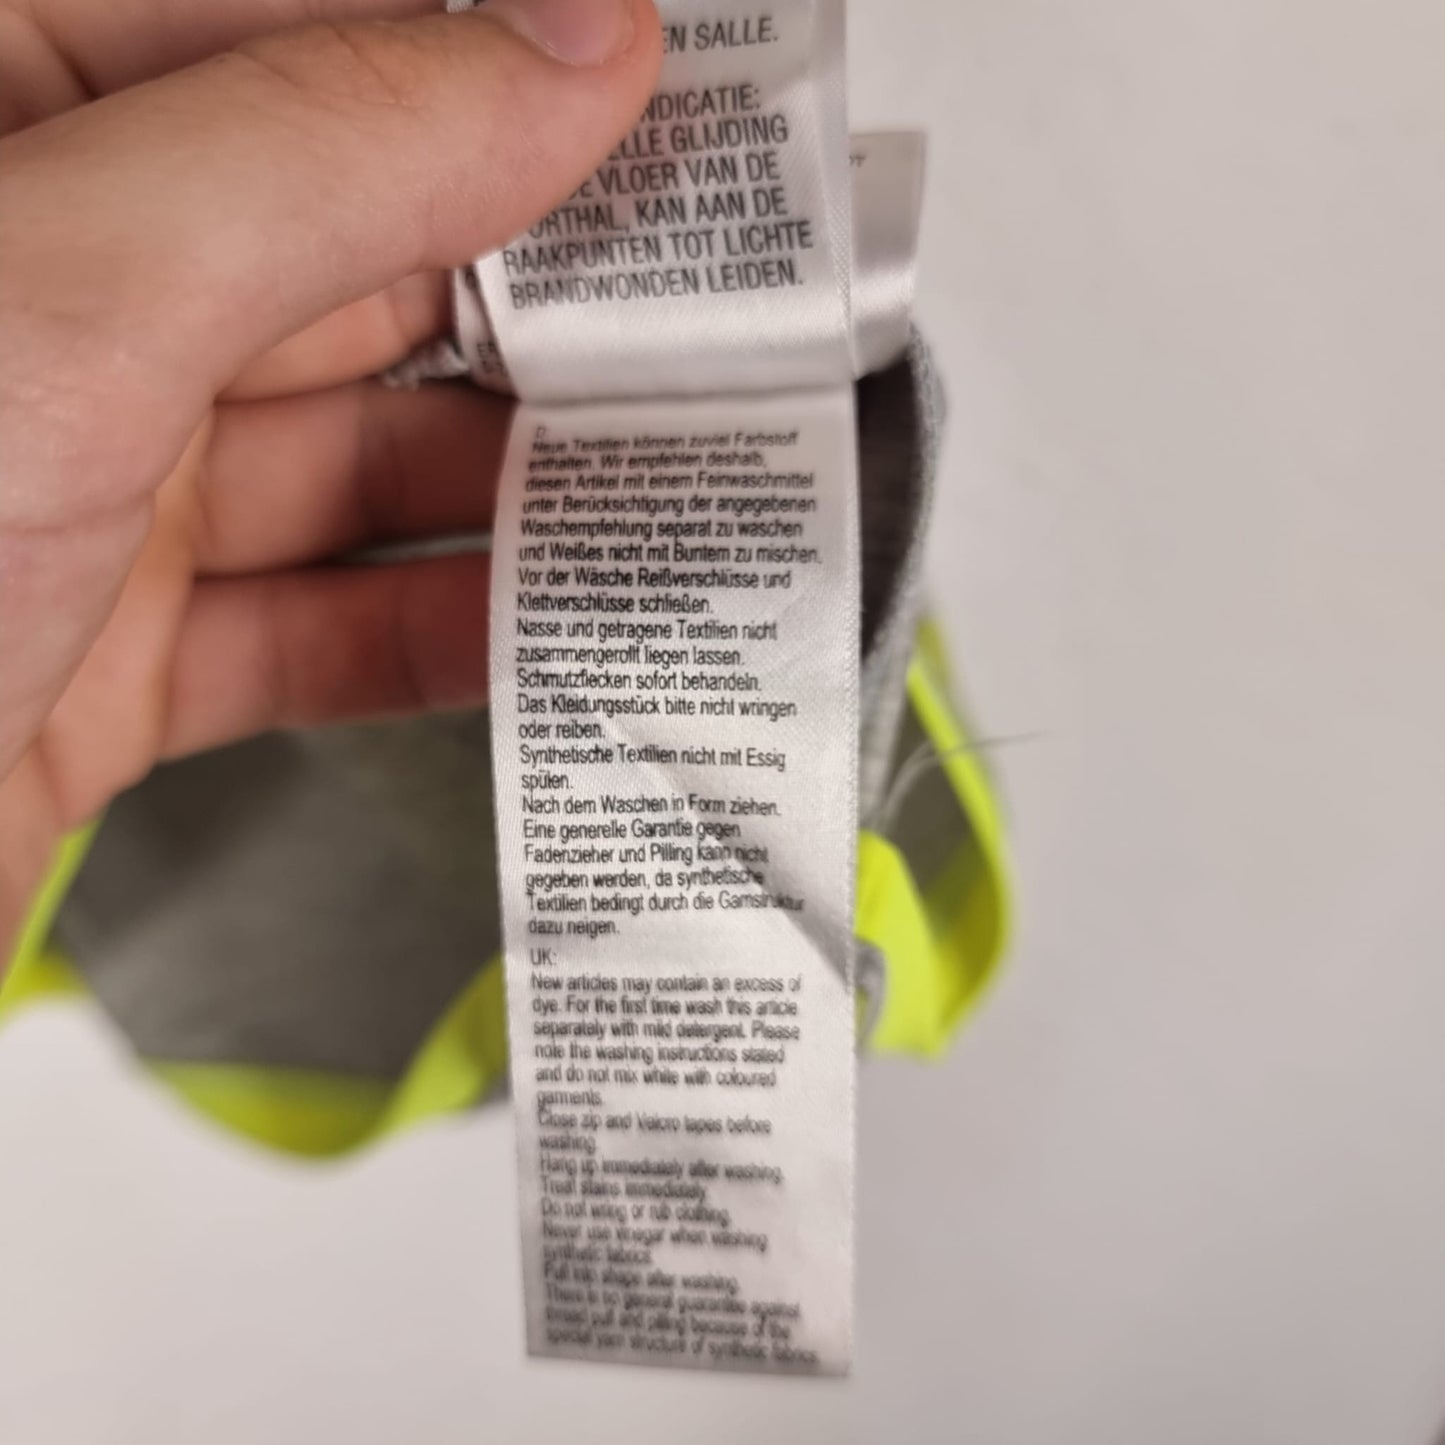 EN SALLE.
NDICATIE:
ELLE GLIJDING
DE VLOER VAN DE
ORTHAL, KAN AAN DE
RAAKPUNTEN TOT LICHTE
BRANDWONDEN LEIDEN.
D:
Neue Textilien können zuviel Farbstoff
enthalten. Wir empfehlen deshalb,
diesen Artikel mit einem Feinwaschmittel
unter Berücksichtigung der angegebenen
Waschempfehlung separat zu waschen
und Weißes nicht mit Buntem zu mischen.
Vor der Wäsche Reißverschlüsse und
Klettverschlüsse schließen.
Nasse und getragene Textilien nicht
zusammengerollt liegen lassen.
Schmutzflecken sofort behandeln.
Das Kleidungsstück bitte nicht wringen
oder reiben.
Synthetische Textilien nicht mit Essig
spülen.
Nach dem Waschen in Form ziehen.
Eine generelle Garantie gegen
Fadenzieher und Pilling kann nicht
gegeben werden, da synthetische
Textilien bedingt durch die Garnstruktur
dazu neigen.
UK:
New articles may contain an excess of
dye. For the first time wash this article
separately with mild detergent. Please
note the washing instructions stated
and do not mix white with coloured
garments.
Close zip and Velcro tapes before
washing.
Hang up immediately after washing.
Treat stains immediately.
Do not wring or rub clothing.
Never use vinegar when washing
synthetic fabrics.
Pull into shape after washing.
There is no general guarantee against
thread pull and pilling because of the
special yarn structure of synthetic fabrics.